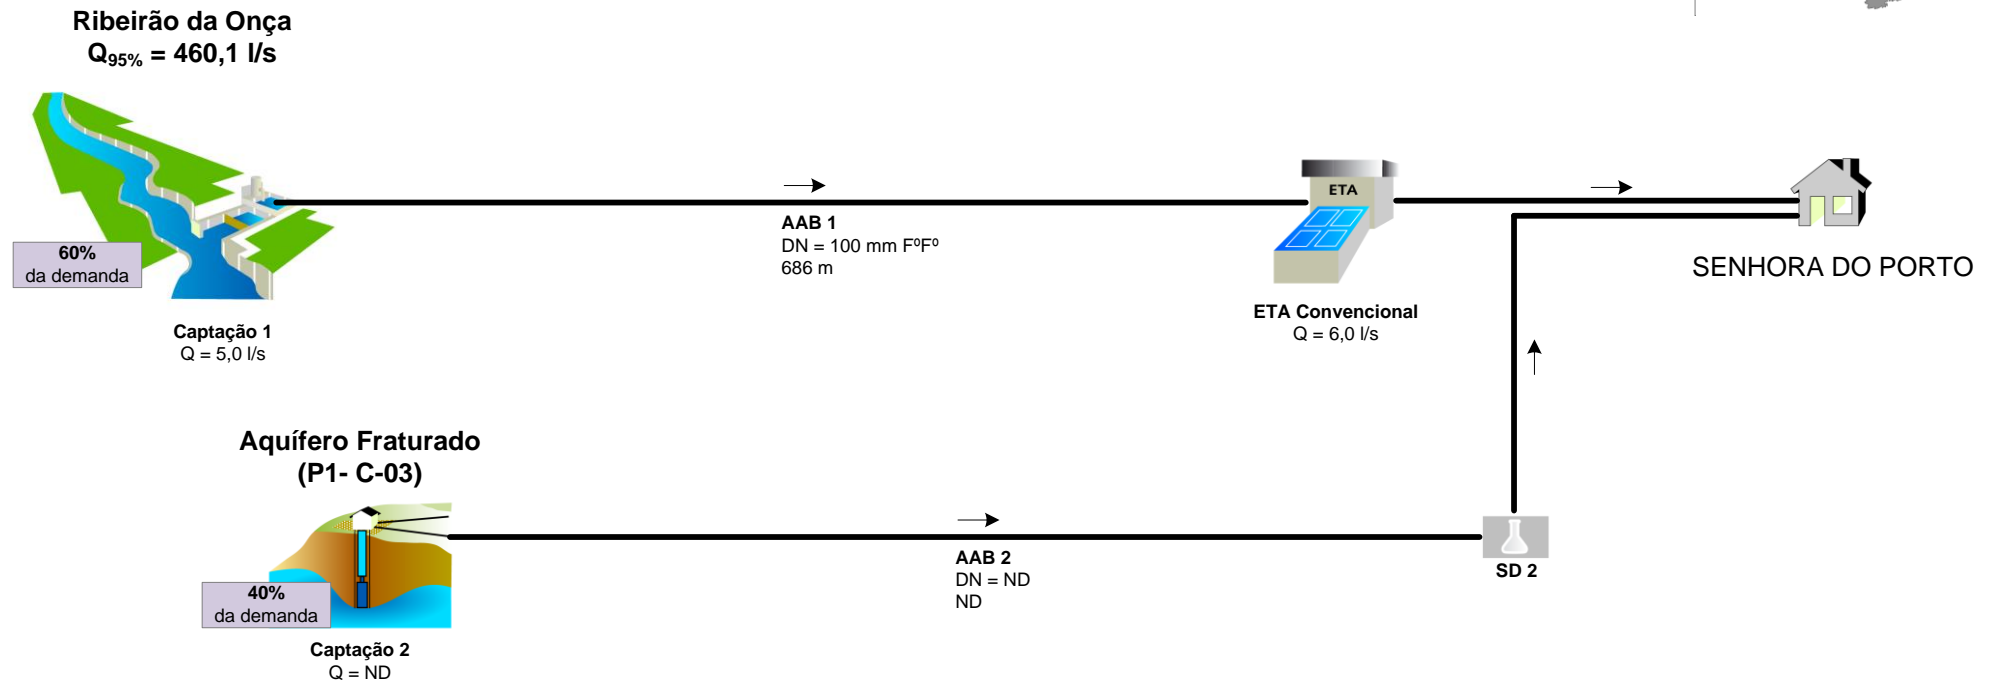 Ribeirão da Onça
Q95% = 460,1 l/s
60%
da demanda
Captação 1
Q = 5,0 l/s
AAB 1
DN = 100 mm FºFº
686 m
ETA
ETA Convencional
Q = 6,0 l/s
SENHORA DO PORTO
Aquífero Fraturado
(P1- C-03)
40%
da demanda
Captação 2
Q = ND
AAB 2
DN = ND
ND
SD 2